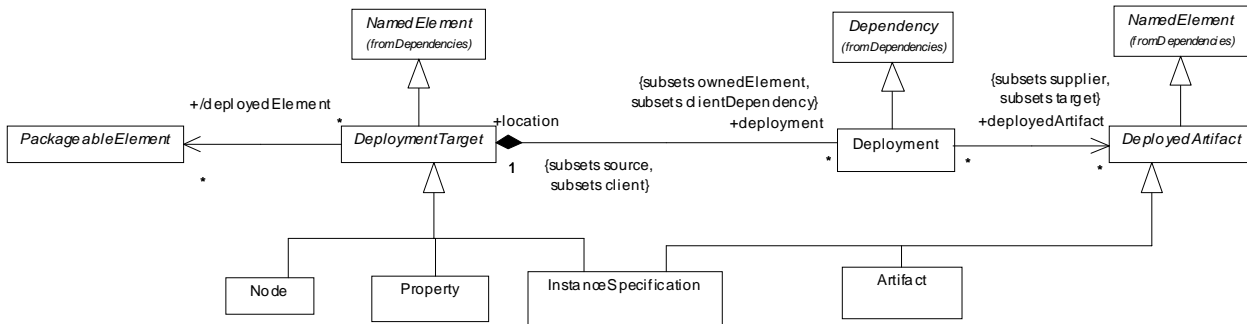 NamedElement
(fromDependencies)
Dependency
(fromDependencies)
NamedElement
(fromDependencies)
{subsets ownedElement,
subsets clientDependency}
+deployment
{subsets supplier,
subsets target}
+deployedArtifact
+/deployedElement
*
+location
PackageableElement
DeploymentTarget
Deployment
DeployedArtifact
*
1
{subsets source,
subsets client}
*
*
*
Node
Property
InstanceSpecification
Artifact